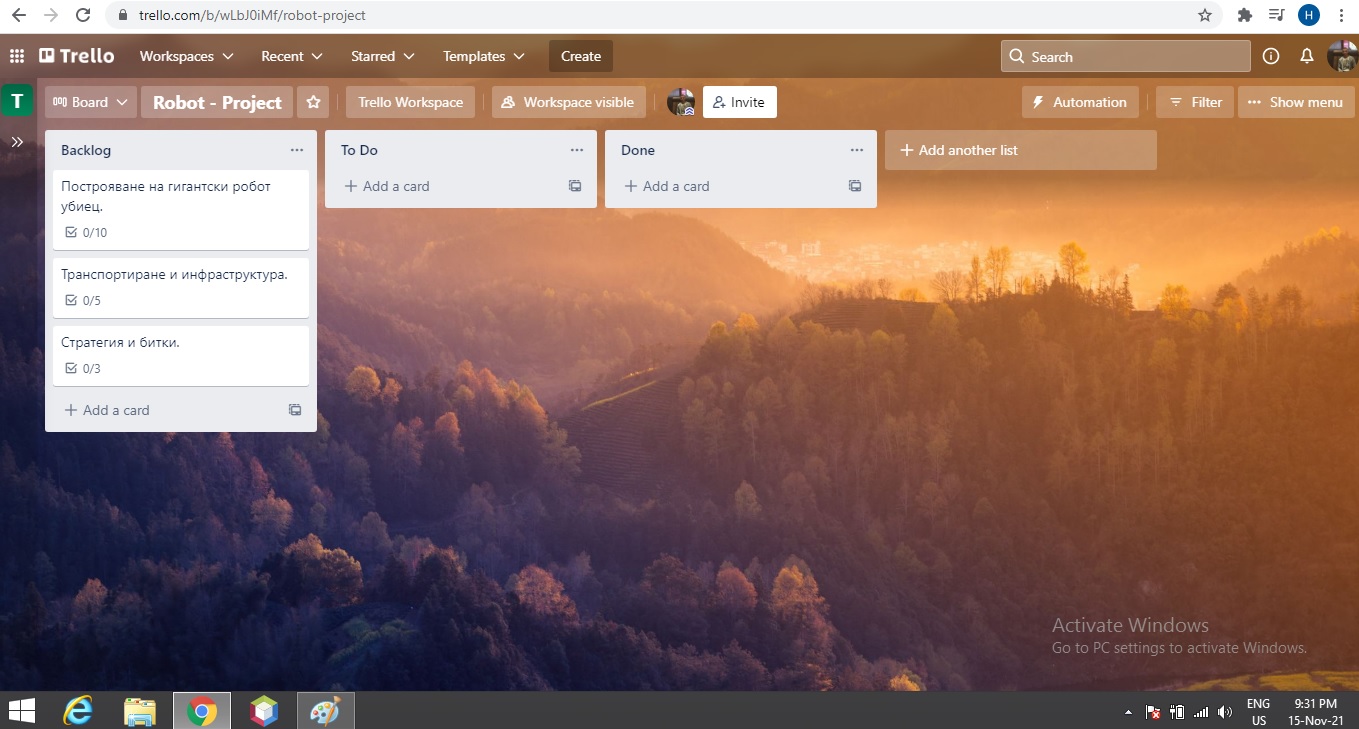 trello.com/b/wLbJ0iMf/robot-project
H
Trello
Workspaces
Recent
Starred
Templates
Create
Search
T
Board
Robot - Project
Trello Workspace
Workspace visible
Invite
Automation
Filter
Show menu
Backlog
Построяване на гигантски робот
убиец.
0/10
Транспортиране и инфраструктура.
0/5
Стратегия и битки.
0/3
Add a card
To Do
Add a card
Done
Add a card
Add another list
Activate Windows
Go to PC settings to activate Windows.
ENG
US
9:31 PM
15-Nov-21